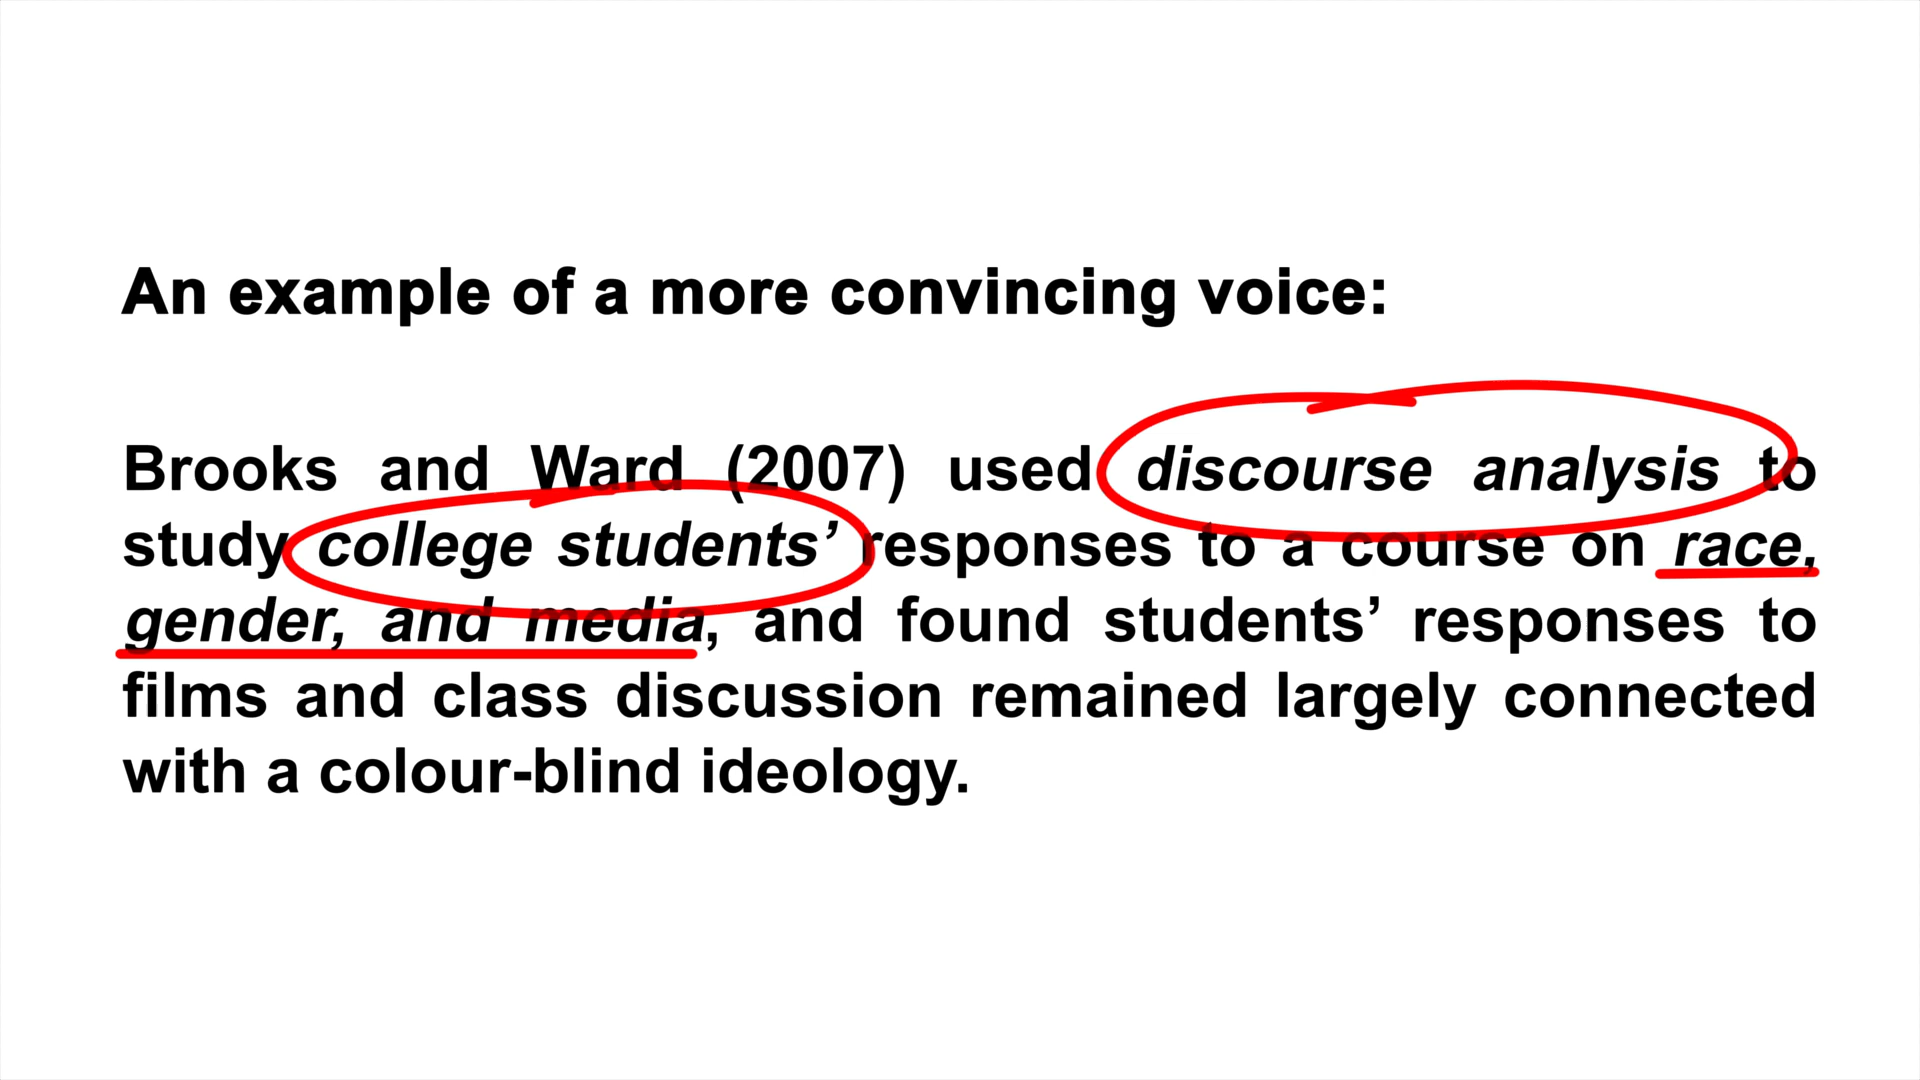 An example of a more convincing voice:
Brooks and Ward (2007) used discourse analysis to
study college students’ responses to a course on race,
gender, and media, and found students’ responses to
films and class discussion remained largely connected
with a colour-blind ideology.